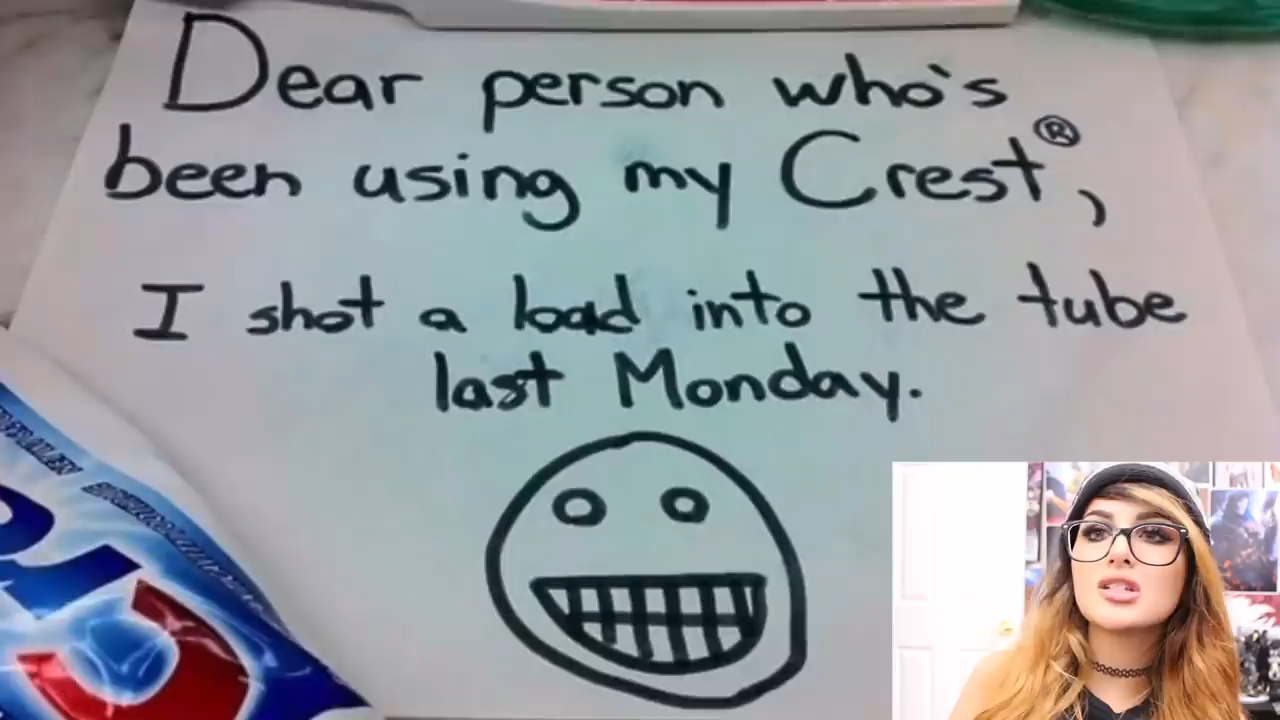 Dear person who's
been using my Crest®,
I shot a load into the tube
last Monday.